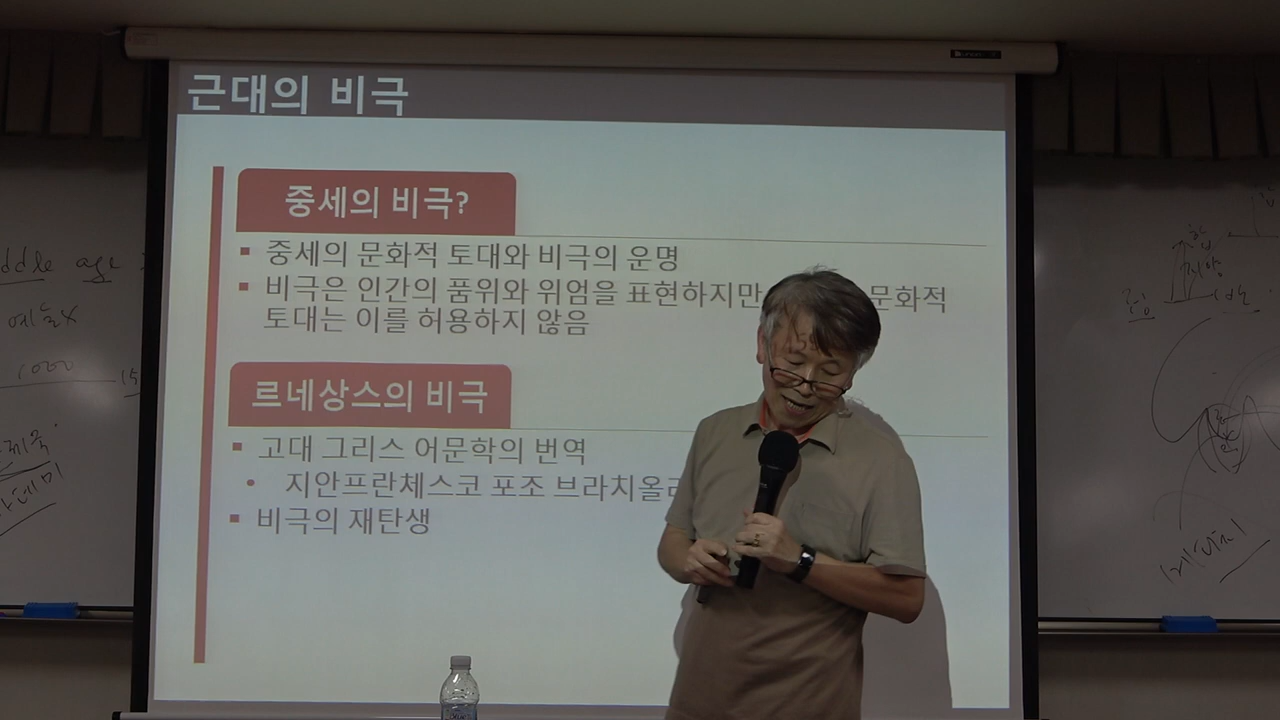 근대의 비극
중세의 비극?
▪ 중세의 문화적 토대와 비극의 운명
▪ 비극은 인간의 품위와 위엄을 표현하지만 문화적
토대는 이를 허용하지 않음
르네상스의 비극
▪ 고대 그리스 어문학의 번역
• 지안프란체스코 포조 브라치올
▪ 비극의 재탄생
age
1000